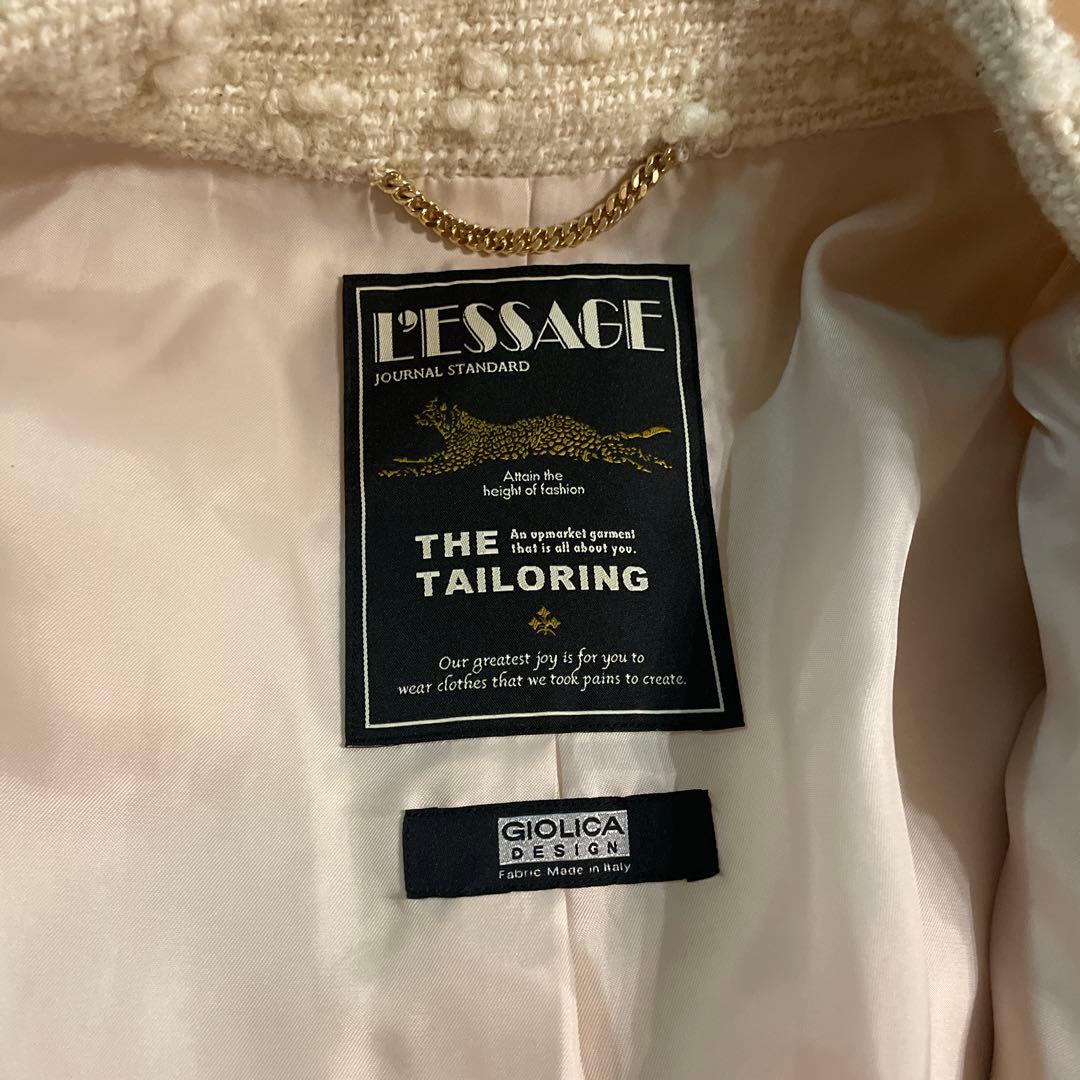 L'ESSAGE
JOURNAL STANDARD
Attain the
height of fashion
THE An upmarket garment
that is all about you.
TAILORING
Our greatest joy is for you to
wear clothes that we took pains to create.
GIOLICA
DESIGN
Fabric Made in Italy